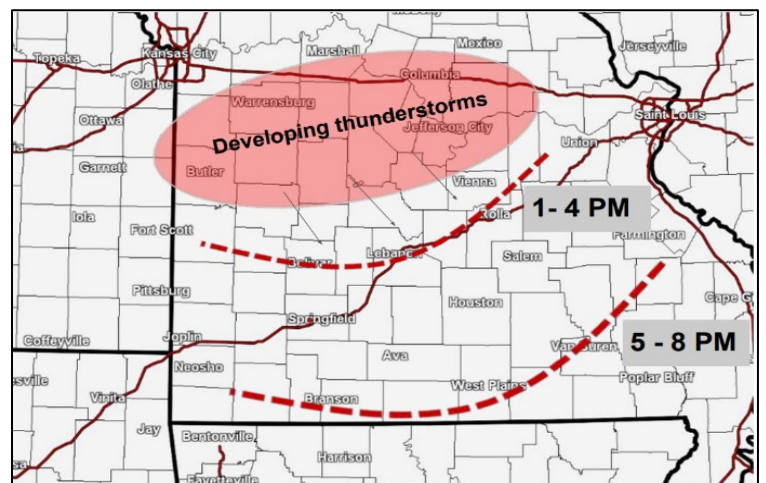 Marshall
Mexico
Jerseyville
Kansas City
Topeka
Olathe
Columbia
Warrensburg
Developing thunderstorms
Ottawa
Jefferson City
Saint Louis
Union
Garnett
Butler
Vienna
1- 4 PM
Iola
Fort Scott
Rolla
Farmington
Bolivar
Lebanon
Salem
Pittsburg
Houston
Cape G
Springfield
Joplin
5 - 8 PM
Coffeyville
Ava
Van Buren
Neosho
Poplar Bluff
West Plains
Branson
Vinita
Jay
Bentonville
Harrison
Fayetteville